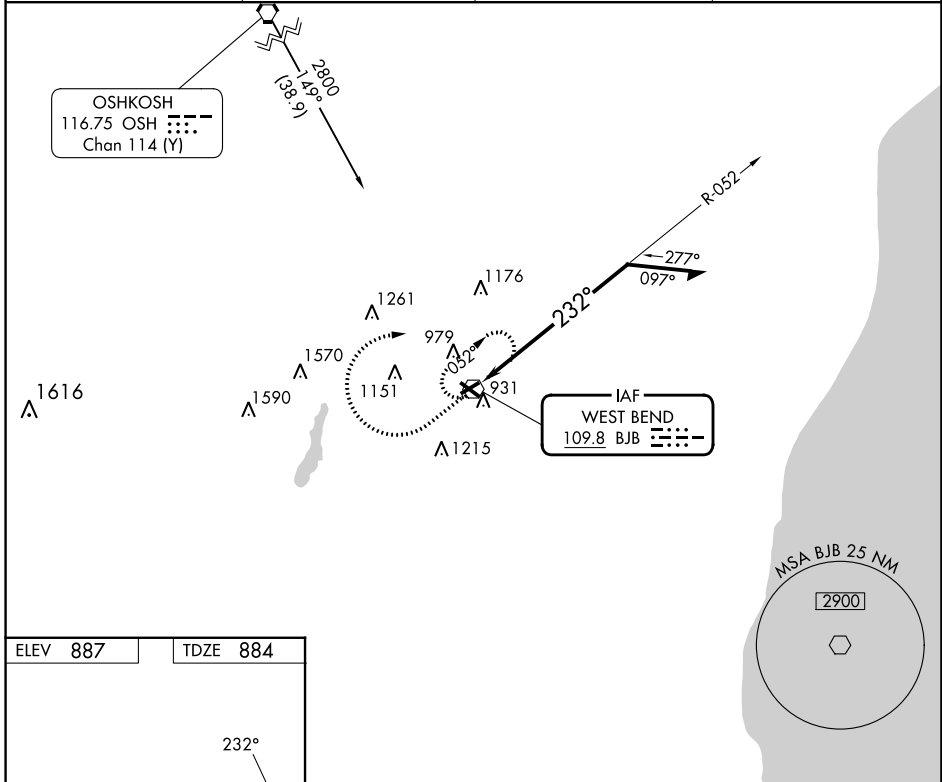 2800
149°
(38.9)
OSHKOSH
116.75 OSH
Chan 114 (Y)
R-052
277°
097°
232°
1176
1261
979
052°
1570
1151
931
1616
1590
IAF
WEST BEND
109.8 BJB
1215
MSA BJB 25 NM
2900
ELEV 887
TDZE 884
232°